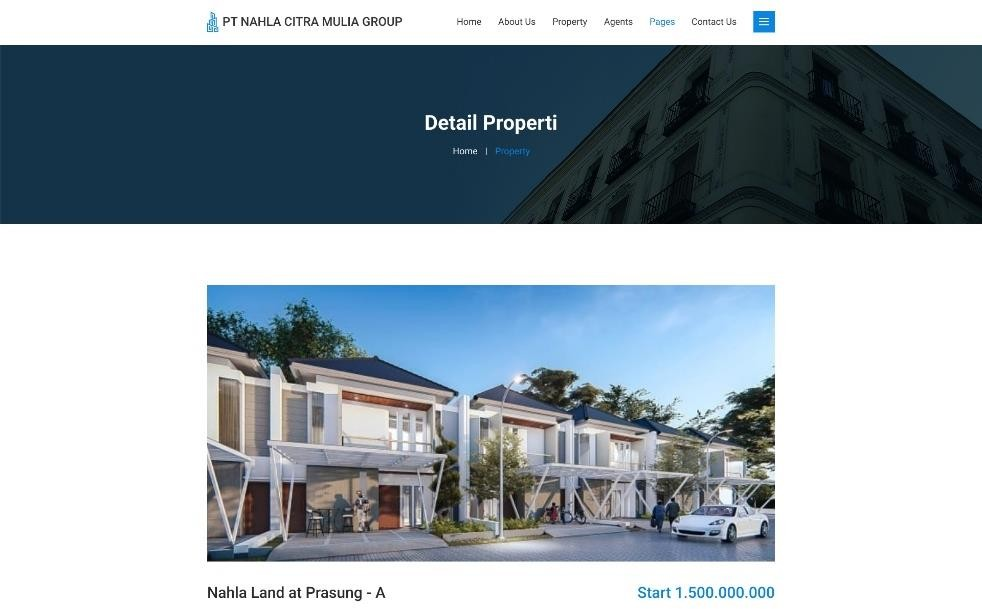 PT NAHLA CITRA MULIA GROUP
Home About Us Property Agents Pages Contact Us
Detail Properti
Home | Property
Nahla Land at Prasung - A
Start 1.500.000.000